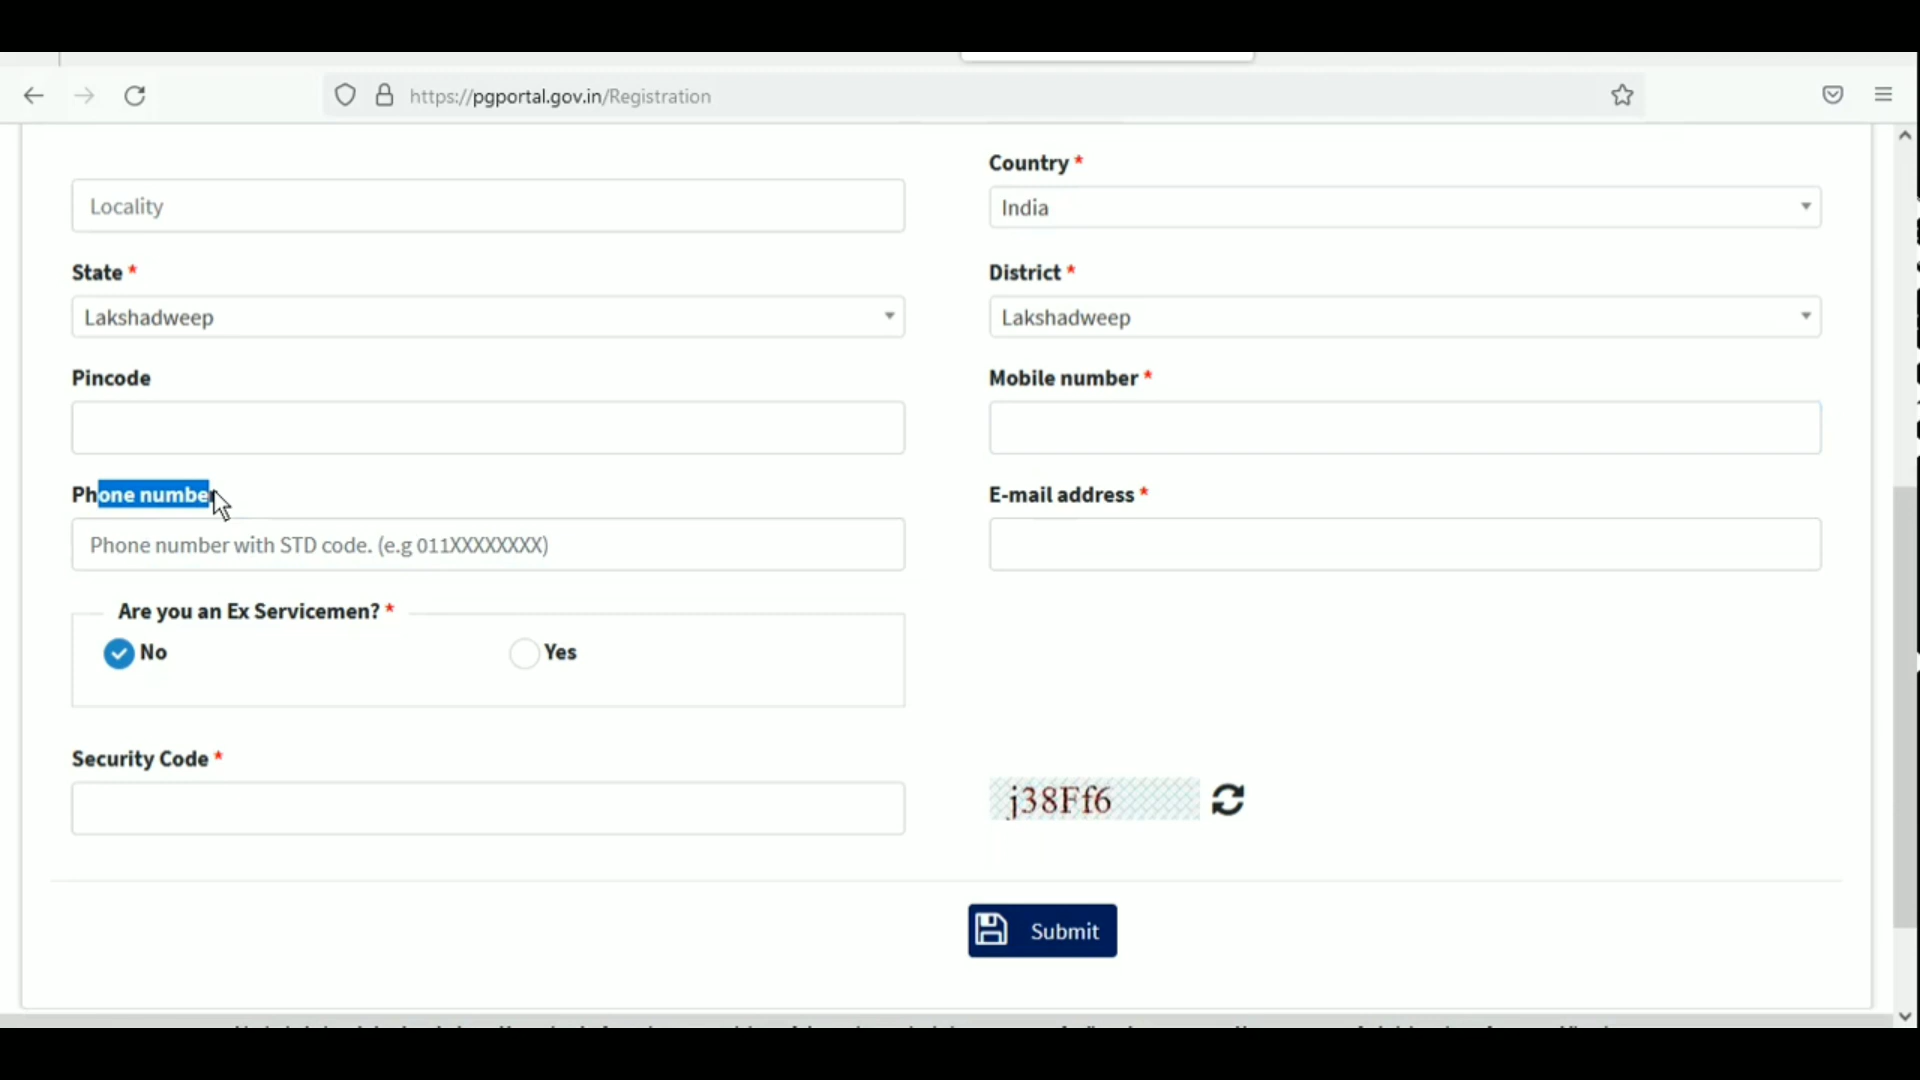 https://pgportal.gov.in/Registration
Country *
Locality
India
State *
District *
Lakshadweep
Lakshadweep
Pincode
Mobile number *
Phone number
E-mail address *
Phone number with STD code. (e.g 011XXXXXXXX)
Are you an Ex Servicemen? *
No
Yes
Security Code *
j38Ff6
Submit